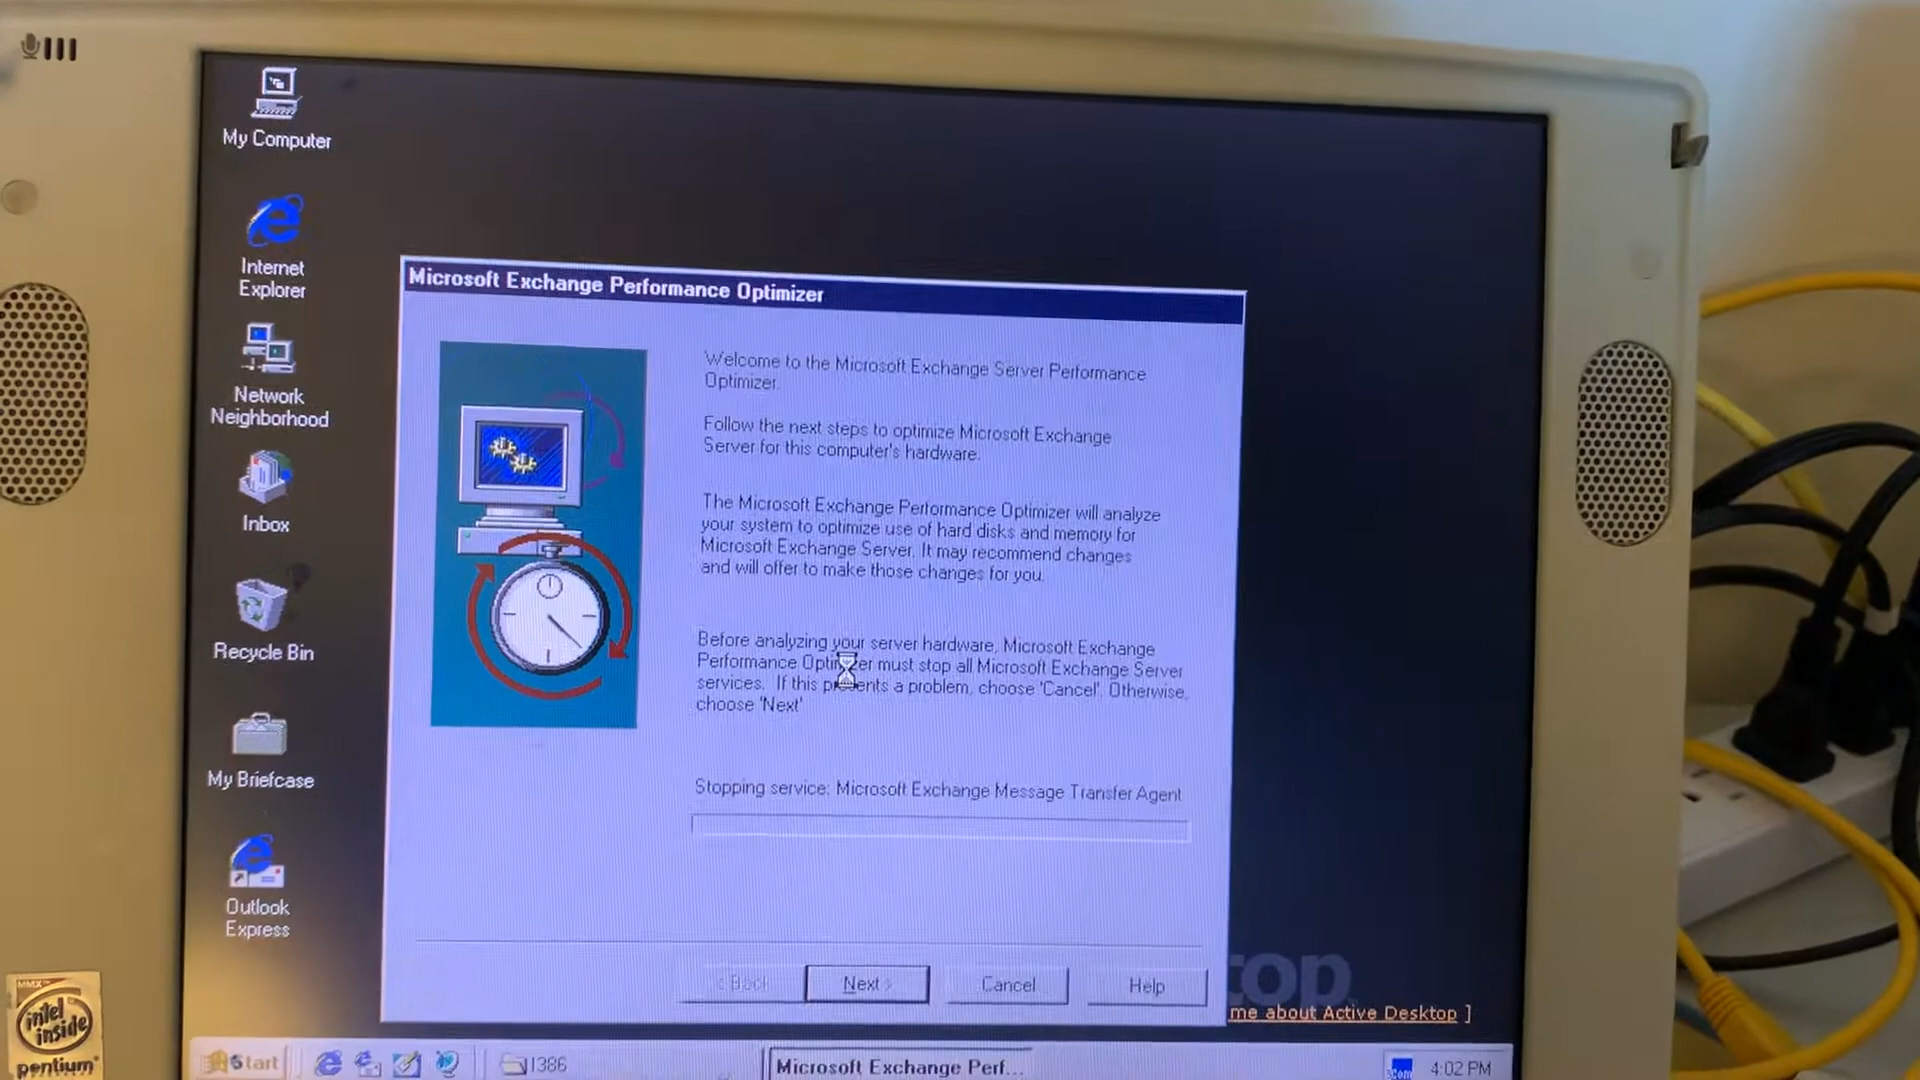 My Computer
Internet
Explorer
Network
Neighborhood
Inbox
Recycle Bin
My Briefcase
Outlook
Express
Microsoft Exchange Performance Optimizer
Welcome to the Microsoft Exchange Server Performance
Optimizer.
Follow the next steps to optimize Microsoft Exchange
Server for this computer's hardware.
The Microsoft Exchange Performance Optimizer will analyze
your system to optimize use of hard disks and memory for
Microsoft Exchange Server. It may recommend changes
and will offer to make those changes for you.
Before analyzing your server hardware, Microsoft Exchange
Performance Optimizer must stop all Microsoft Exchange Server
services. If this presents a problem, choose 'Cancel'. Otherwise,
choose 'Next'
Stopping service: Microsoft Exchange Message Transfer Agent
< Back
Next >
Cancel
Help
top
me about Active Desktop ]
MMX
intel
inside
pentium
Start
I386
Microsoft Exchange Perf...
3Com
4:02 PM